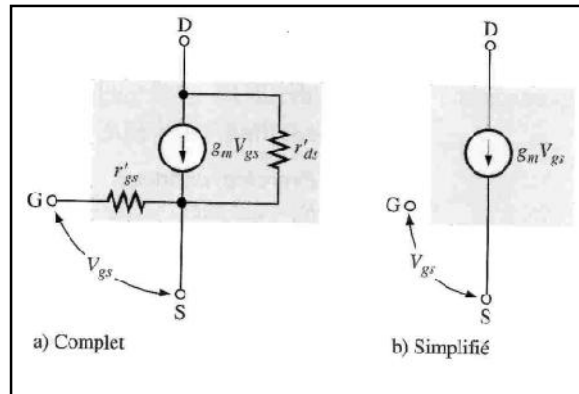 D
D
g_m V_gs
r'_ds
g_m V_gs
r'_gs
G
G
V_gs
V_gs
S
S
a) Complet
b) Simplifié